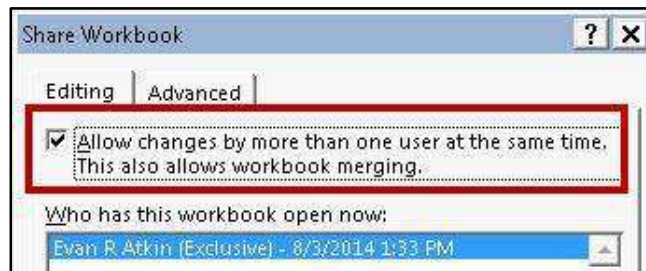 Share Workbook
Editing
Advanced
Allow changes by more than one user at the same time.
This also allows workbook merging.
Who has this workbook open now:
Evan R Atkin (Exclusive) - 8/3/2014 1:33 PM